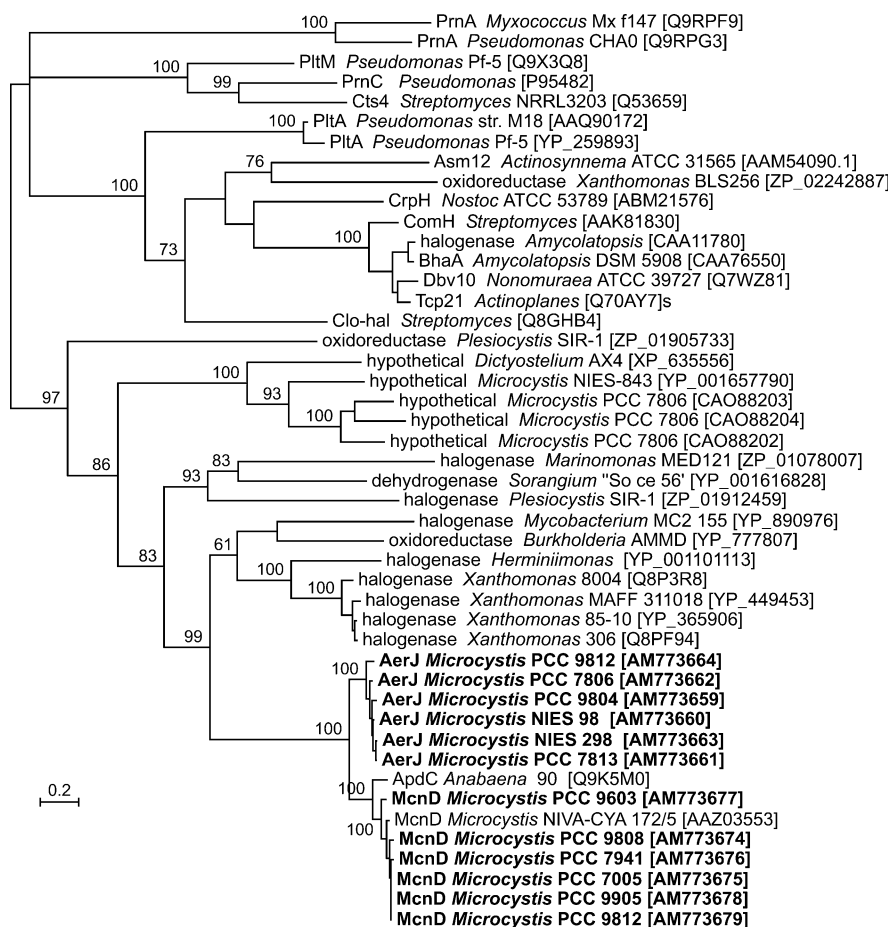 100
PrnA Myxococcus Mx f147 [Q9RPF9]
PrnA Pseudomonas CHA0 [Q9RPG3]
100
PltM Pseudomonas Pf-5 [Q9X3Q8]
99
PrnC Pseudomonas [P95482]
Cts4 Streptomyces NRRL3203 [Q53659]
100
PltA Pseudomonas str. M18 [AAQ90172]
PltA Pseudomonas Pf-5 [YP_259893]
76
Asm12 Actinosynnema ATCC 31565 [AAM54090.1]
oxidoreductase Xanthomonas BLS256 [ZP_02242887]
100
CrpH Nostoc ATCC 53789 [ABM21576]
ComH Streptomyces [AAK81830]
100
halogenase Amycolatopsis [CAA11780]
73
BhaA Amycolatopsis DSM 5908 [CAA76550]
Dbv10 Nonomuraea ATCC 39727 [Q7WZ81]
Tcp21 Actinoplanes [Q70AY7]s
Clo-hal Streptomyces [Q8GHB4]
oxidoreductase Plesiocystis SIR-1 [ZP_01905733]
hypothetical Dictyostelium AX4 [XP_635556]
100
hypothetical Microcystis NIES-843 [YP_001657790]
97
93
hypothetical Microcystis PCC 7806 [CAO88203]
100
hypothetical Microcystis PCC 7806 [CAO88204]
hypothetical Microcystis PCC 7806 [CAO88202]
86
83
halogenase Marinomonas MED121 [ZP_01078007]
93
dehydrogenase Sorangium "So ce 56' [YP_001616828]
halogenase Plesiocystis SIR-1 [ZP_01912459]
halogenase Mycobacterium MC2 155 [YP_890976]
oxidoreductase Burkholderia AMMD [YP_777807]
83
61
halogenase Herminiimonas [YP_001101113]
100
halogenase Xanthomonas 8004 [Q8P3R8]
100
halogenase Xanthomonas MAFF 311018 [YP_449453]
halogenase Xanthomonas 85-10 [YP_365906]
99
halogenase Xanthomonas 306 [Q8PF94]
100
AerJ Microcystis PCC 9812 [AM773664]
AerJ Microcystis PCC 7806 [AM773662]
AerJ Microcystis PCC 9804 [AM773659]
AerJ Microcystis NIES 98 [AM773660]
100
AerJ Microcystis NIES 298 [AM773663]
AerJ Microcystis PCC 7813 [AM773661]
ApdC Anabaena 90 [Q9K5M0]
0.2
100
McnD Microcystis PCC 9603 [AM773677]
McnD Microcystis NIVA-CYA 172/5 [AAZ03553]
100
McnD Microcystis PCC 9808 [AM773674]
McnD Microcystis PCC 7941 [AM773676]
McnD Microcystis PCC 7005 [AM773675]
McnD Microcystis PCC 9905 [AM773678]
McnD Microcystis PCC 9812 [AM773679]